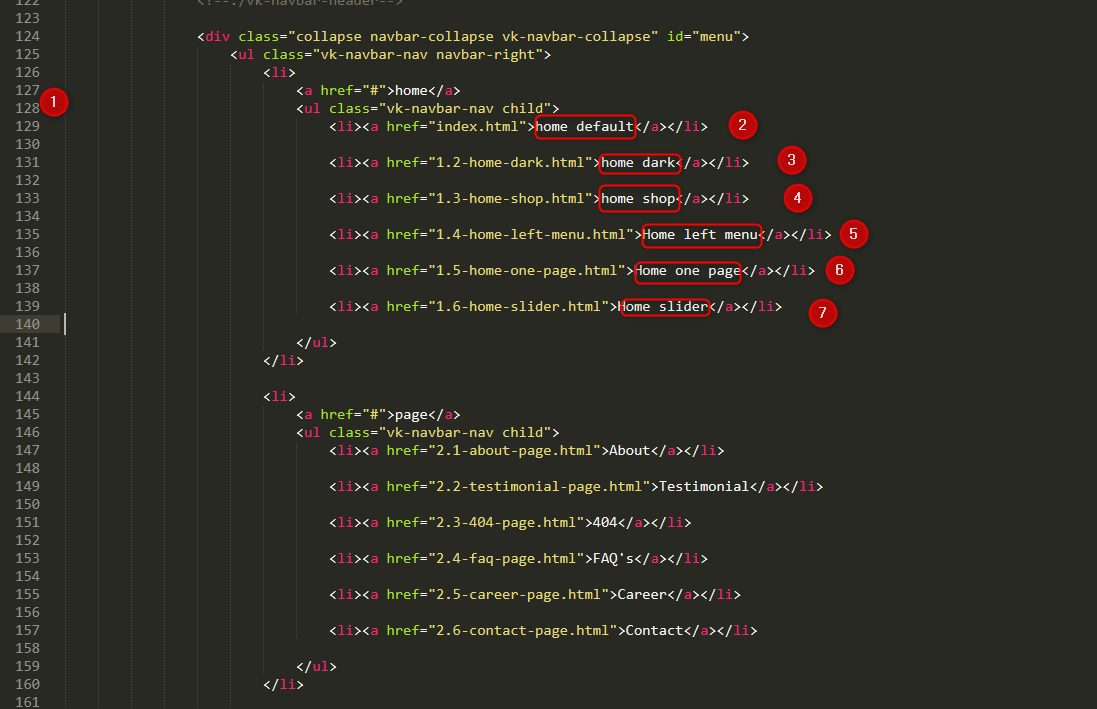 122 <!--./vk-navbar-header-->
123
124 <div class="collapse navbar-collapse vk-navbar-collapse" id="menu">
125 <ul class="vk-navbar-nav navbar-right">
126 <li>
127 <a href="#">home</a>
1
128 <ul class="vk-navbar-nav child">
129 <li><a href="index.html">home default</a></li> 2
130
131 <li><a href="1.2-home-dark.html">home dark</a></li> 3
132
133 <li><a href="1.3-home-shop.html">home shop</a></li> 4
134
135 <li><a href="1.4-home-left-menu.html">Home left menu</a></li> 5
136
137 <li><a href="1.5-home-one-page.html">Home one page</a></li> 6
138
139 <li><a href="1.6-home-slider.html">Home slider</a></li> 7
140
141 </ul>
142 </li>
143
144 <li>
145 <a href="#">page</a>
146 <ul class="vk-navbar-nav child">
147 <li><a href="2.1-about-page.html">About</a></li>
148
149 <li><a href="2.2-testimonial-page.html">Testimonial</a></li>
150
151 <li><a href="2.3-404-page.html">404</a></li>
152
153 <li><a href="2.4-faq-page.html">FAQ's</a></li>
154
155 <li><a href="2.5-career-page.html">Career</a></li>
156
157 <li><a href="2.6-contact-page.html">Contact</a></li>
158
159 </ul>
160 </li>
161